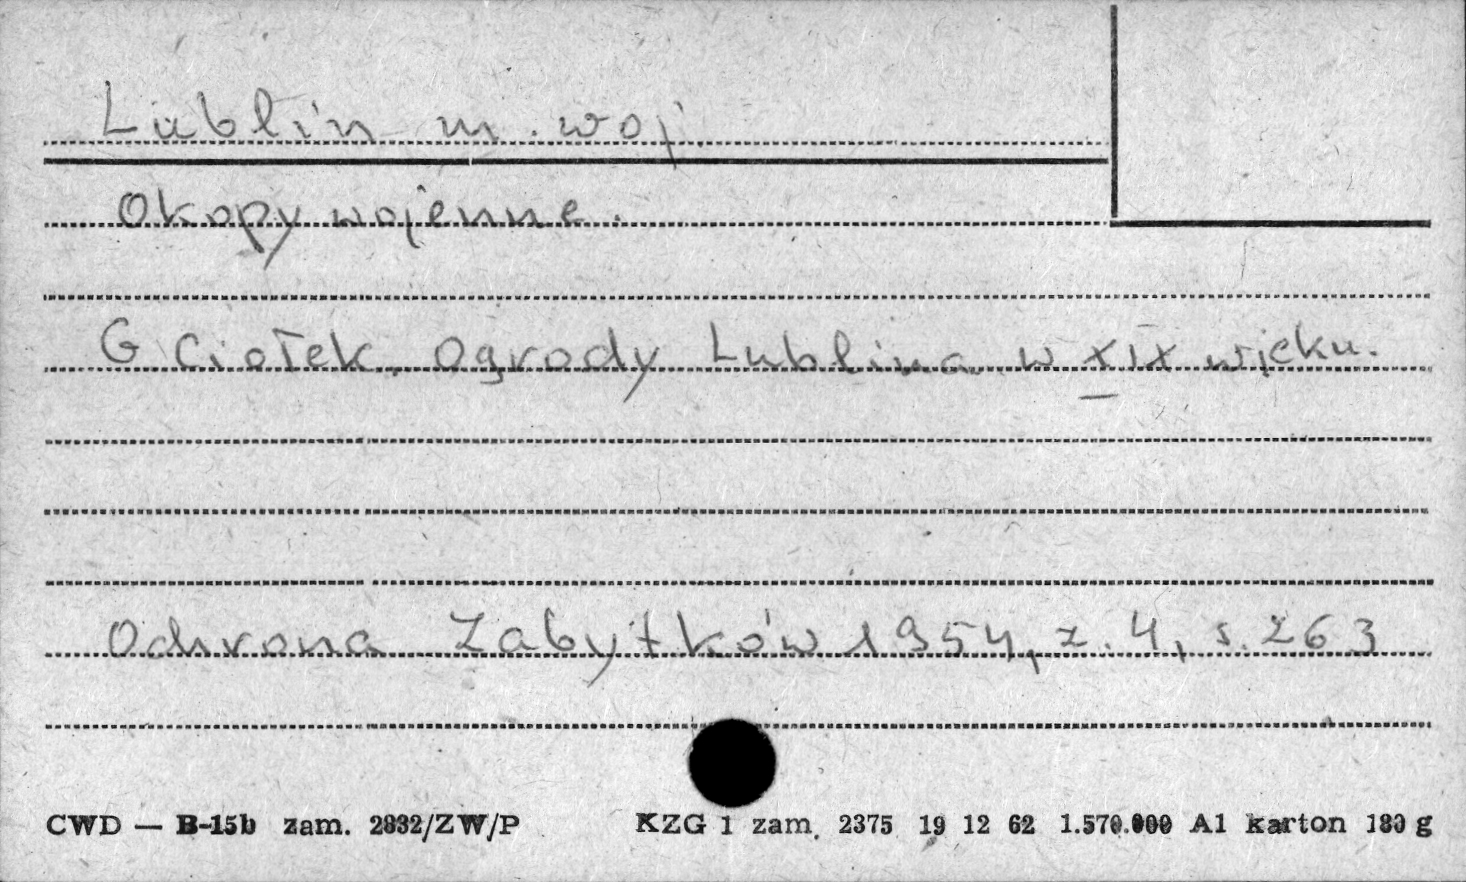 Lublin m. woj
Okopy wojenne.
G Ciołek. Ogrody Lublina w XIX wieku.
Ochrona Zabytków 1954, z. 4, s. 263
CWD — B-15b zam. 2832/ZW/P KZG 1 zam. 2375 19 12 62 1.570.000 A1 karton 180 g